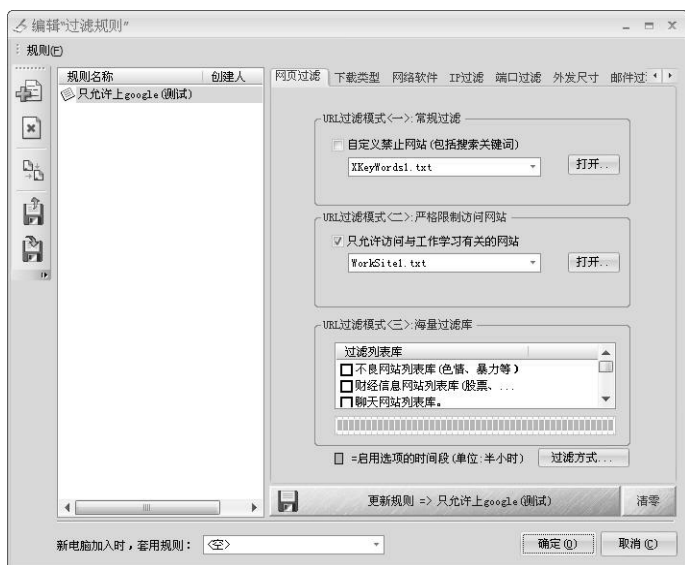 编辑"过滤规则"
规则(F)
规则名称 创建人
只允许上google(测试)
网页过滤 下载类型 网络软件 IP过滤 端口过滤 外发尺寸 邮件过
URL过滤模式<一>:常规过滤
自定义禁止网站(包括搜索关键词)
XKeyWords1.txt 打开..
URL过滤模式<二>:严格限制访问网站
只允许访问与工作学习有关的网站
WorkSite1.txt 打开..
URL过滤模式<三>:海量过滤库
过滤列表库
不良网站列表库(色情、暴力等)
财经信息网站列表库(股票、...
聊天网站列表库。
=启用选项的时间段(单位:半小时) 过滤方式...
更新规则 => 只允许上google(测试) 清零
新电脑加入时，套用规则： <空> 确定(O) 取消(C)